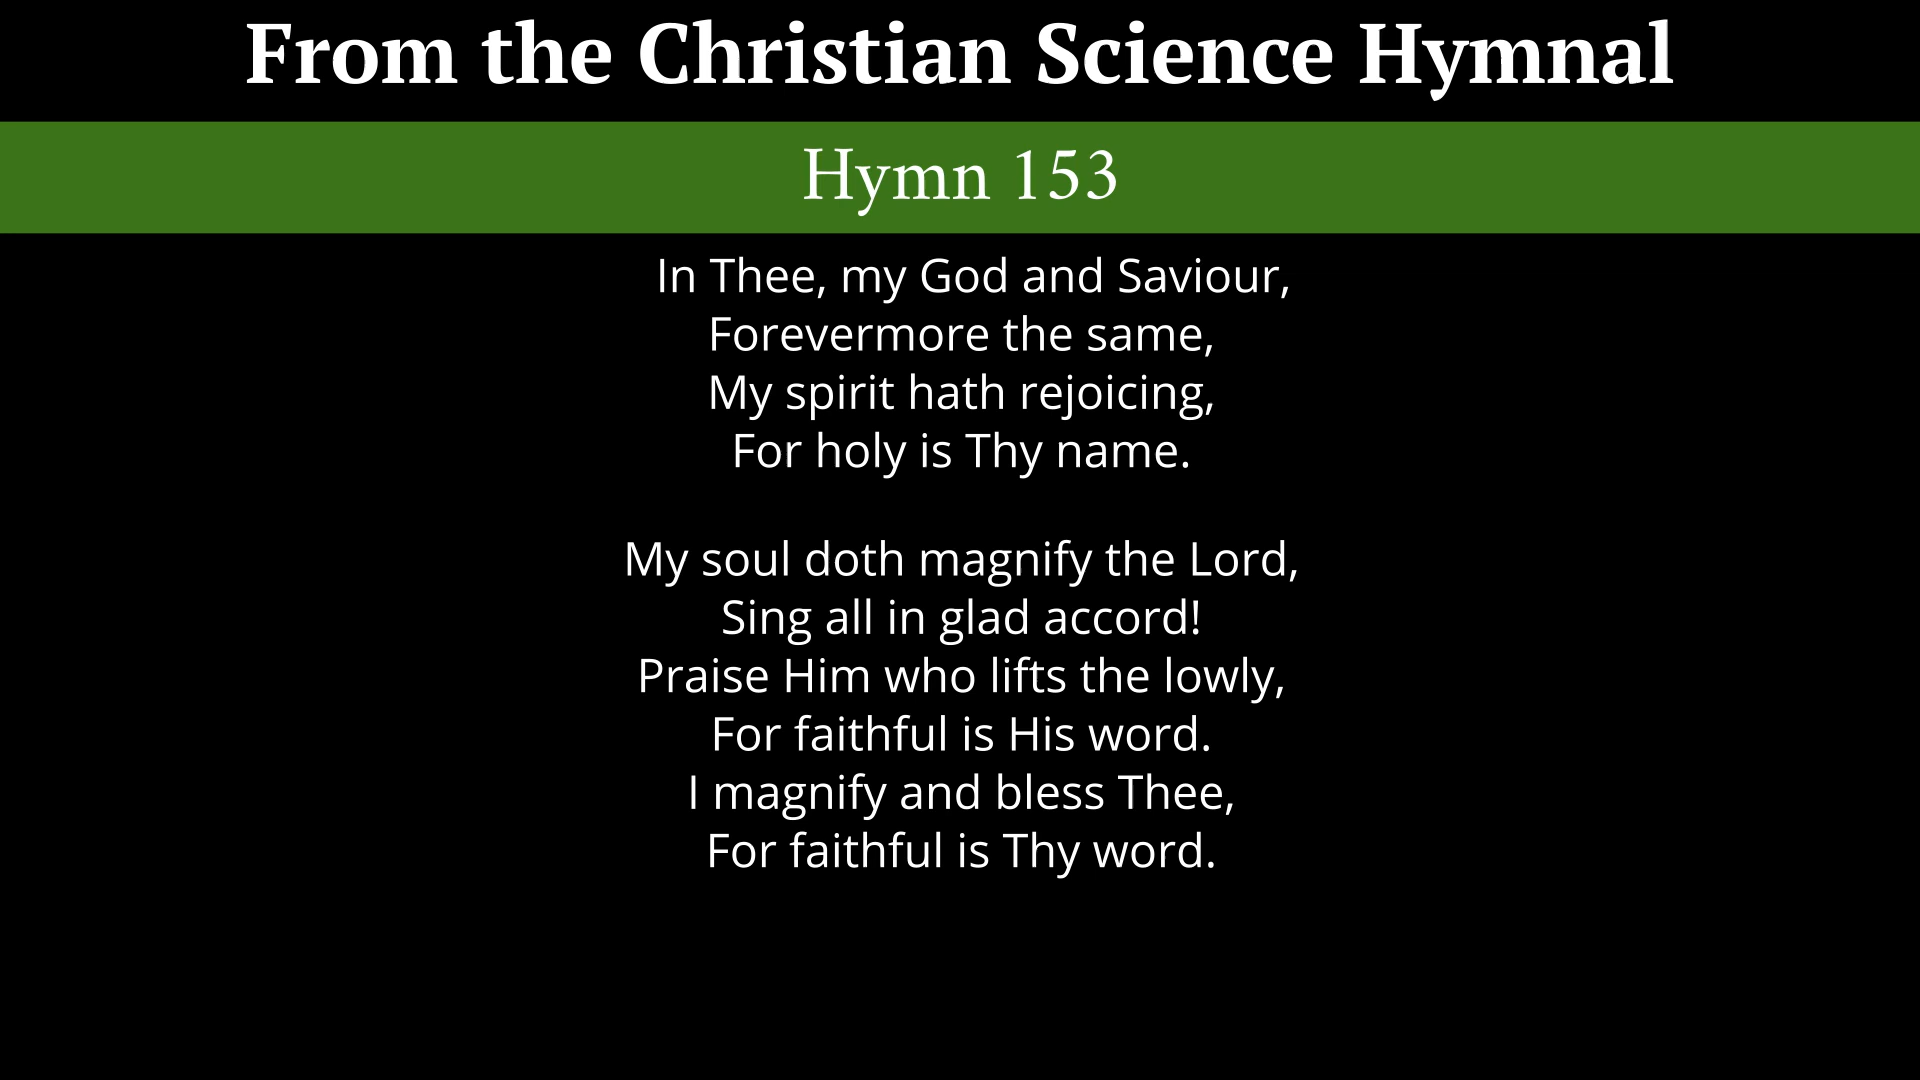 From the Christian Science Hymnal
Hymn 153
In Thee, my God and Saviour,
Forevermore the same,
My spirit hath rejoicing,
For holy is Thy name.
My soul doth magnify the Lord,
Sing all in glad accord!
Praise Him who lifts the lowly,
For faithful is His word.
I magnify and bless Thee,
For faithful is Thy word.